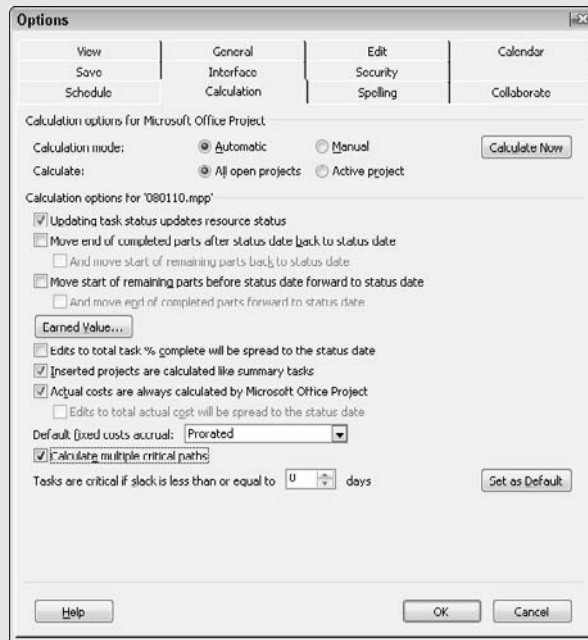 Options
View General Edit Calendar
Save Interface Security
Schedule Calculation Spelling Collaborate
Calculation options for Microsoft Office Project
Calculation mode: Automatic Manual Calculate Now
Calculate: All open projects Active project
Calculation options for '080110.mpp'
Updating task status updates resource status
Move end of completed parts after status date back to status date
And move start of remaining parts back to status date
Move start of remaining parts before status date forward to status date
And move end of completed parts forward to status date
Earned Value...
Edits to total task % complete will be spread to the status date
Inserted projects are calculated like summary tasks
Actual costs are always calculated by Microsoft Office Project
Edits to total actual cost will be spread to the status date
Default fixed costs accrual: Prorated
Calculate multiple critical paths
Tasks are critical if slack is less than or equal to 0 days Set as Default
Help OK Cancel